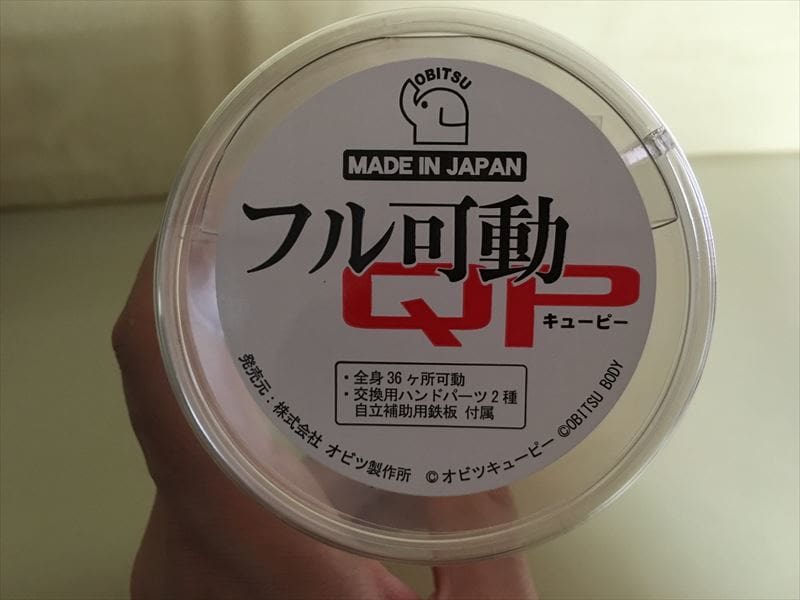 OBITSU
MADE IN JAPAN
フル可動
QP
キューピー
・全身36ヶ所可動
・交換用ハンドパーツ2種
自立補助用鉄板 付属
発売元：株式会社 オビツ製作所 ©オビツキューピー ©OBITSU BODY